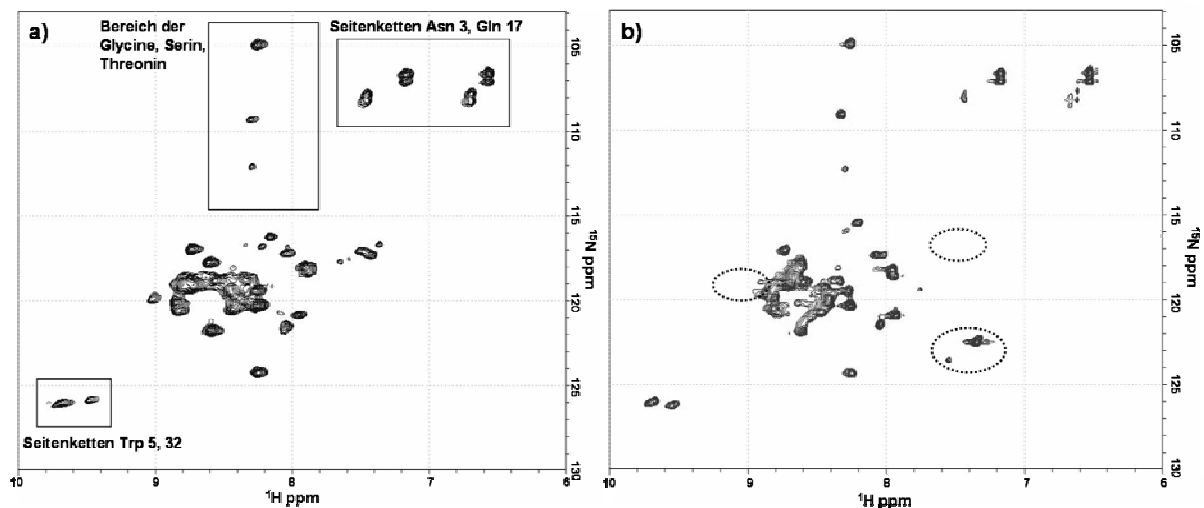 a)
Bereich der
Glycine, Serin,
Threonin
Seitenketten Asn 3, Gln 17
Seitenketten Trp 5, 32
105
110
115
120
125
130
¹⁵N ppm
10 9 8 7 6
¹H ppm
b)
105
110
115
120
125
130
¹⁵N ppm
10 9 8 7 6
¹H ppm